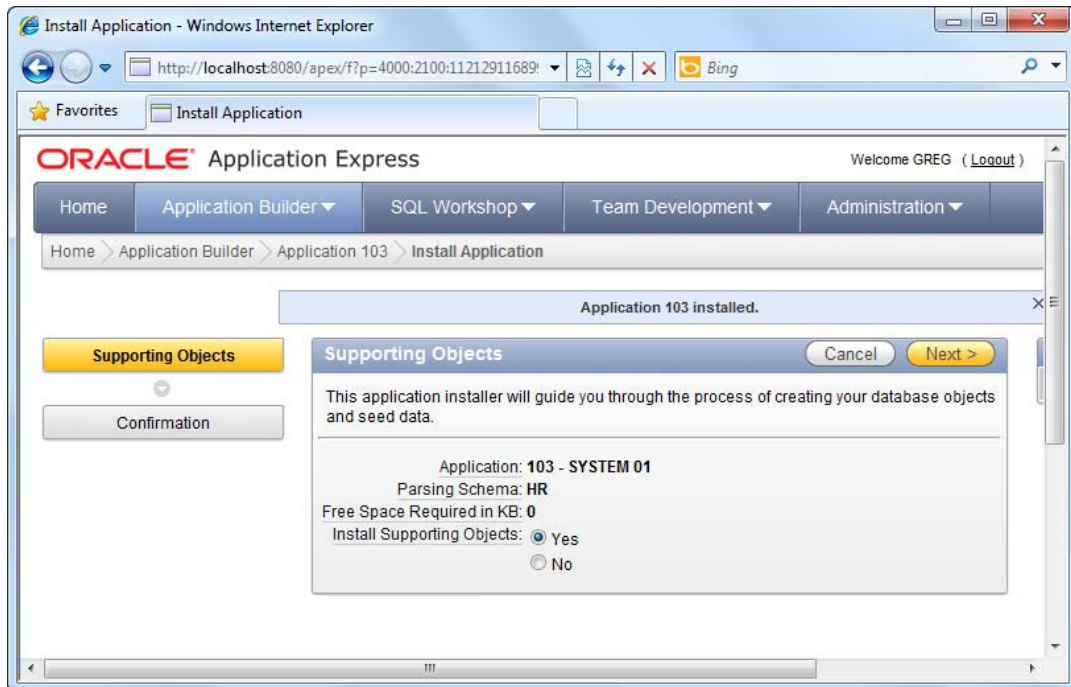 Install Application - Windows Internet Explorer
http://localhost:8080/apex/f?p=4000:2100:11212911689
Bing
Favorites
Install Application
ORACLE Application Express
Welcome GREG ( Logout )
Home Application Builder SQL Workshop Team Development Administration
Home Application Builder Application 103 Install Application
Application 103 installed.
Supporting Objects
Confirmation
Supporting Objects
Cancel Next >
This application installer will guide you through the process of creating your database objects
and seed data.
Application: 103 - SYSTEM 01
Parsing Schema: HR
Free Space Required in KB: 0
Install Supporting Objects: Yes
No